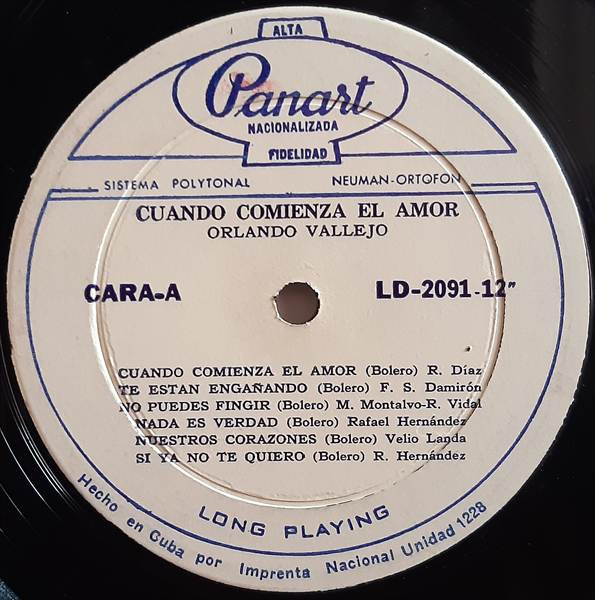 ALTA
Panart
NACIONALIZADA
FIDELIDAD
SISTEMA POLYTONAL NEUMAN-ORTOFON
CUANDO COMIENZA EL AMOR
ORLANDO VALLEJO
CARA-A LD-2091-12"
CUANDO COMIENZA EL AMOR (Bolero) R. Díaz
TE ESTAN ENGAÑANDO (Bolero) F. S. Damirón
NO PUEDES FINGIR (Bolero) M. Montalvo-R. Vidal
NADA ES VERDAD (Bolero) Rafael Hernández
NUESTROS CORAZONES (Bolero) Velio Landa
SI YA NO TE QUIERO (Bolero) R. Hernández
LONG PLAYING
Hecho en Cuba por Imprenta Nacional Unidad 1228